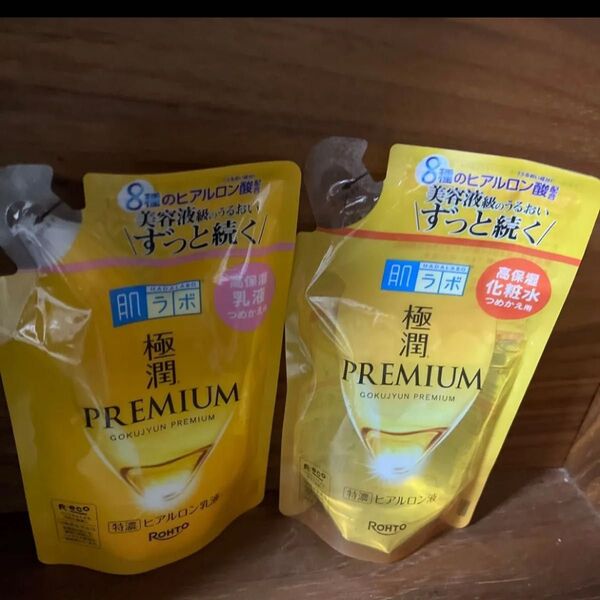 8種のヒアルロン酸配合
美容液級のうるおい
ずっと続く
HADALABO
肌ラボ
高保湿
乳液
つめかえ用
極潤
PREMIUM
GOKUJYUN PREMIUM
R-eco
特濃 ヒアルロン乳液
ROHTO
8種のヒアルロン酸配合
美容液級のうるおい
ずっと続く
HADALABO
肌ラボ
高保湿
化粧水
つめかえ用
極潤
PREMIUM
GOKUJYUN PREMIUM
R-eco
特濃 ヒアルロン液
ROHTO